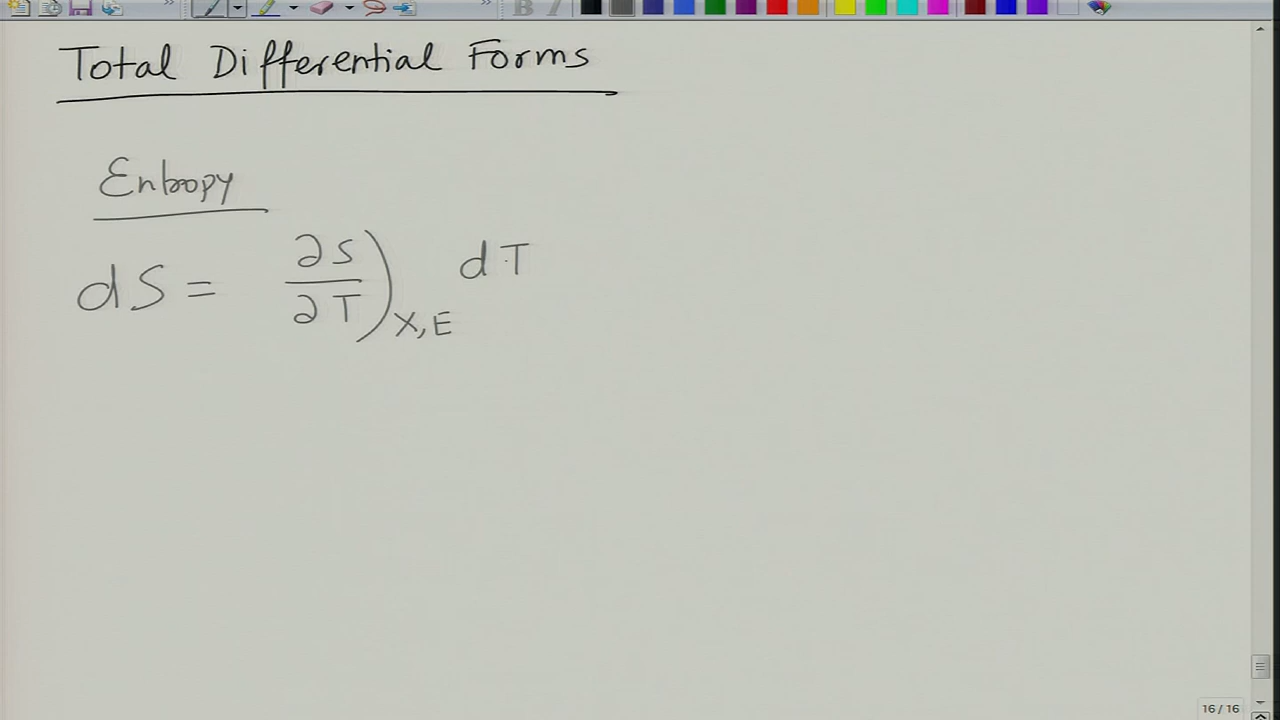 Total Differential Forms
Entropy
dS = ∂S/∂T)X,E dT
16 / 16